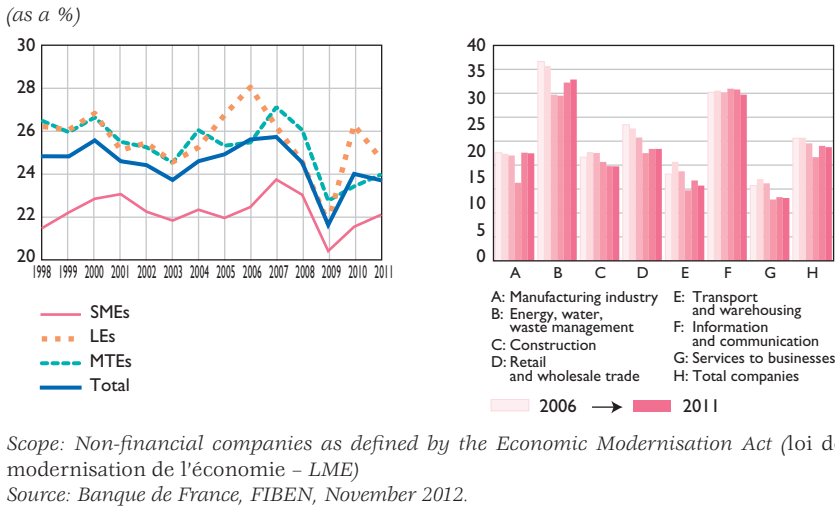 (as a %)
30
28
26
24
22
20
1998 1999 2000 2001 2002 2003 2004 2005 2006 2007 2008 2009 2010 2011
SMEs
LEs
MTEs
Total
40
35
30
25
20
15
10
5
0
A B C D E F G H
A: Manufacturing industry
B: Energy, water,
waste management
C: Construction
D: Retail
and wholesale trade
E: Transport
and warehousing
F: Information
and communication
G: Services to businesses
H: Total companies
2006 → 2011
Scope: Non-financial companies as defined by the Economic Modernisation Act (loi de
modernisation de l'économie – LME)
Source: Banque de France, FIBEN, November 2012.